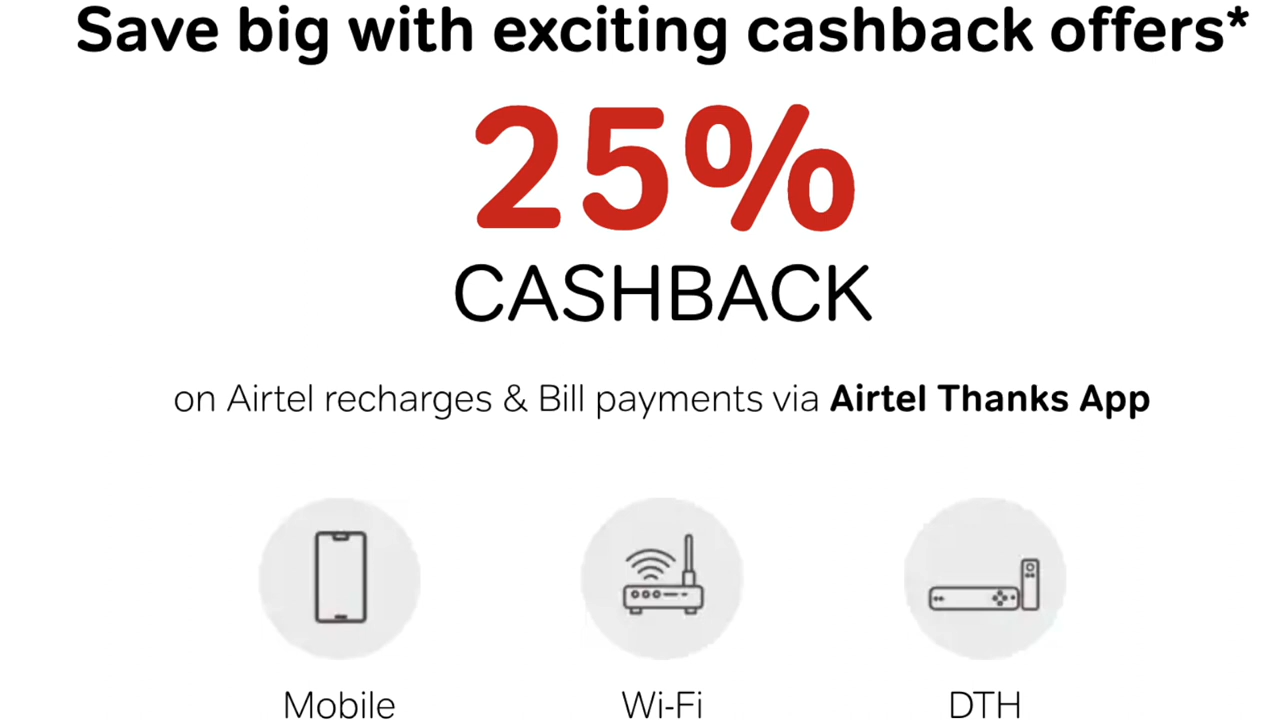 Save big with exciting cashback offers*
25%
CASHBACK
on Airtel recharges & Bill payments via Airtel Thanks App
Mobile
Wi-Fi
DTH